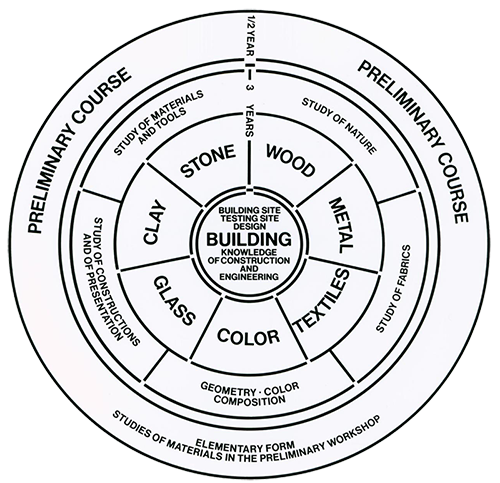 1/2 YEAR
PRELIMINARY COURSE
PRELIMINARY COURSE
3 YEARS
STUDY OF MATERIALS
AND TOOLS
STUDY OF NATURE
STONE
WOOD
CLAY
METAL
BUILDING SITE
TESTING SITE
DESIGN
BUILDING
KNOWLEDGE
OF CONSTRUCTION
AND
ENGINEERING
STUDY OF CONSTRUCTIONS
AND OF PRESENTATION
STUDY OF FABRICS
GLASS
TEXTILES
COLOR
GEOMETRY · COLOR
COMPOSITION
ELEMENTARY FORM
STUDIES OF MATERIALS IN THE PRELIMINARY WORKSHOP